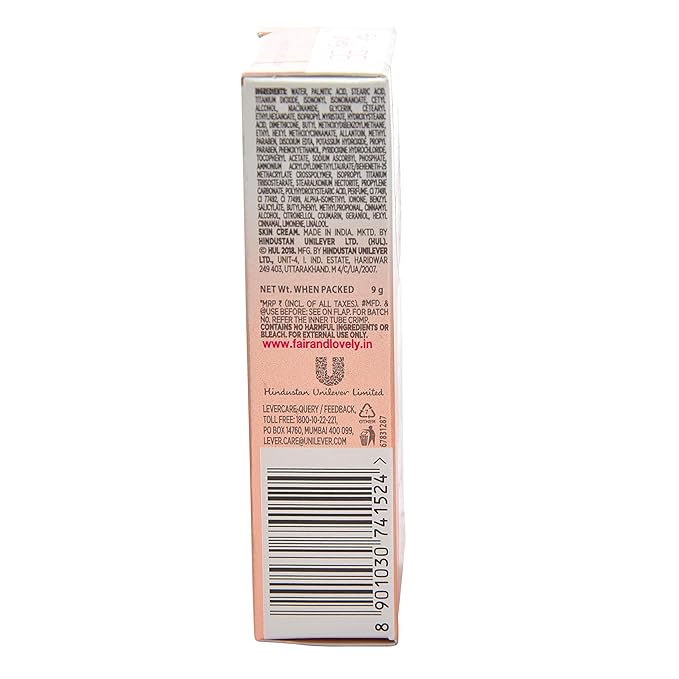 INGREDIENTS: WATER, PALMITIC ACID, STEARIC ACID,
TITANIUM DIOXIDE, ISONONYL ISONONANOATE, CETYL
ALCOHOL, NIACINAMIDE, GLYCERIN, CETEARYL
ETHYLHEXANOATE, ISOPROPYL MYRISTATE, HYDROXYSTEARIC
ACID, DIMETHICONE, BUTYL METHOXYDIBENZOYLMETHANE,
ETHYL HEXYL METHOXYCINNAMATE, ALLANTOIN, METHYL
PARABEN, DISODIUM EDTA, POTASSIUM HYDROXIDE, PROPYL
PARABEN, PHENOXYETHANOL, PYRIDOXINE HYDROCHLORIDE,
TOCOPHERYL ACETATE, SODIUM ASCORBYL PHOSPHATE,
AMMONIUM ACRYLOYLDIMETHYLTAURATE/BEHENETH-25
METHACRYLATE CROSSPOLYMER, ISOPROPYL TITANIUM
TRIISOSTEARATE, STEARALKONIUM HECTORITE, PROPYLENE
CARBONATE, POLYHYDROXYSTEARIC ACID, PERFUME, CI 77491,
CI 77492, CI 77499, ALPHA-ISOMETHYL IONONE, BENZYL
SALICYLATE, BUTYLPHENYL METHYLPROPIONAL, CINNAMYL
ALCOHOL, CITRONELLOL, COUMARIN, GERANIOL, HEXYL
CINNAMAL, LIMONENE, LINALOOL.
SKIN CREAM. MADE IN INDIA. MKTD. BY
HINDUSTAN UNILEVER LTD. (HUL).
© HUL 2018. MFG. BY HINDUSTAN UNILEVER
LTD., UNIT-4, I. IND. ESTATE, HARIDWAR
249 403, UTTARAKHAND. M 4/C/UA/2007.
NET Wt. WHEN PACKED 9 g
*MRP ₹ (INCL. OF ALL TAXES). #MFD. &
@USE BEFORE: SEE ON FLAP. FOR BATCH
NO. REFER THE INNER TUBE CRIMP.
CONTAINS NO HARMFUL INGREDIENTS OR
BLEACH. FOR EXTERNAL USE ONLY.
www.fairandlovely.in
Hindustan Unilever Limited
LEVERCARE-QUERY / FEEDBACK,
TOLL FREE: 1800-10-22-221,
PO BOX 14760, MUMBAI 400 099,
LEVER.CARE@UNILEVER.COM
7
OTHER
67831287
8 901030 741524 >